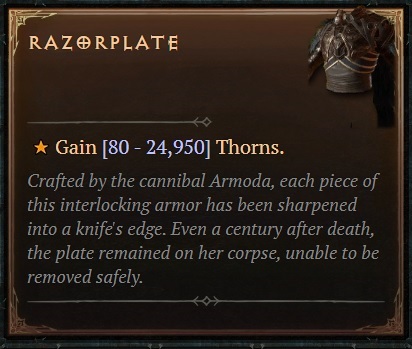 RAZORPLATE
Gain [80 - 24,950] Thorns.
Crafted by the cannibal Armoda, each piece of
this interlocking armor has been sharpened
into a knife's edge. Even a century after death,
the plate remained on her corpse, unable to be
removed safely.